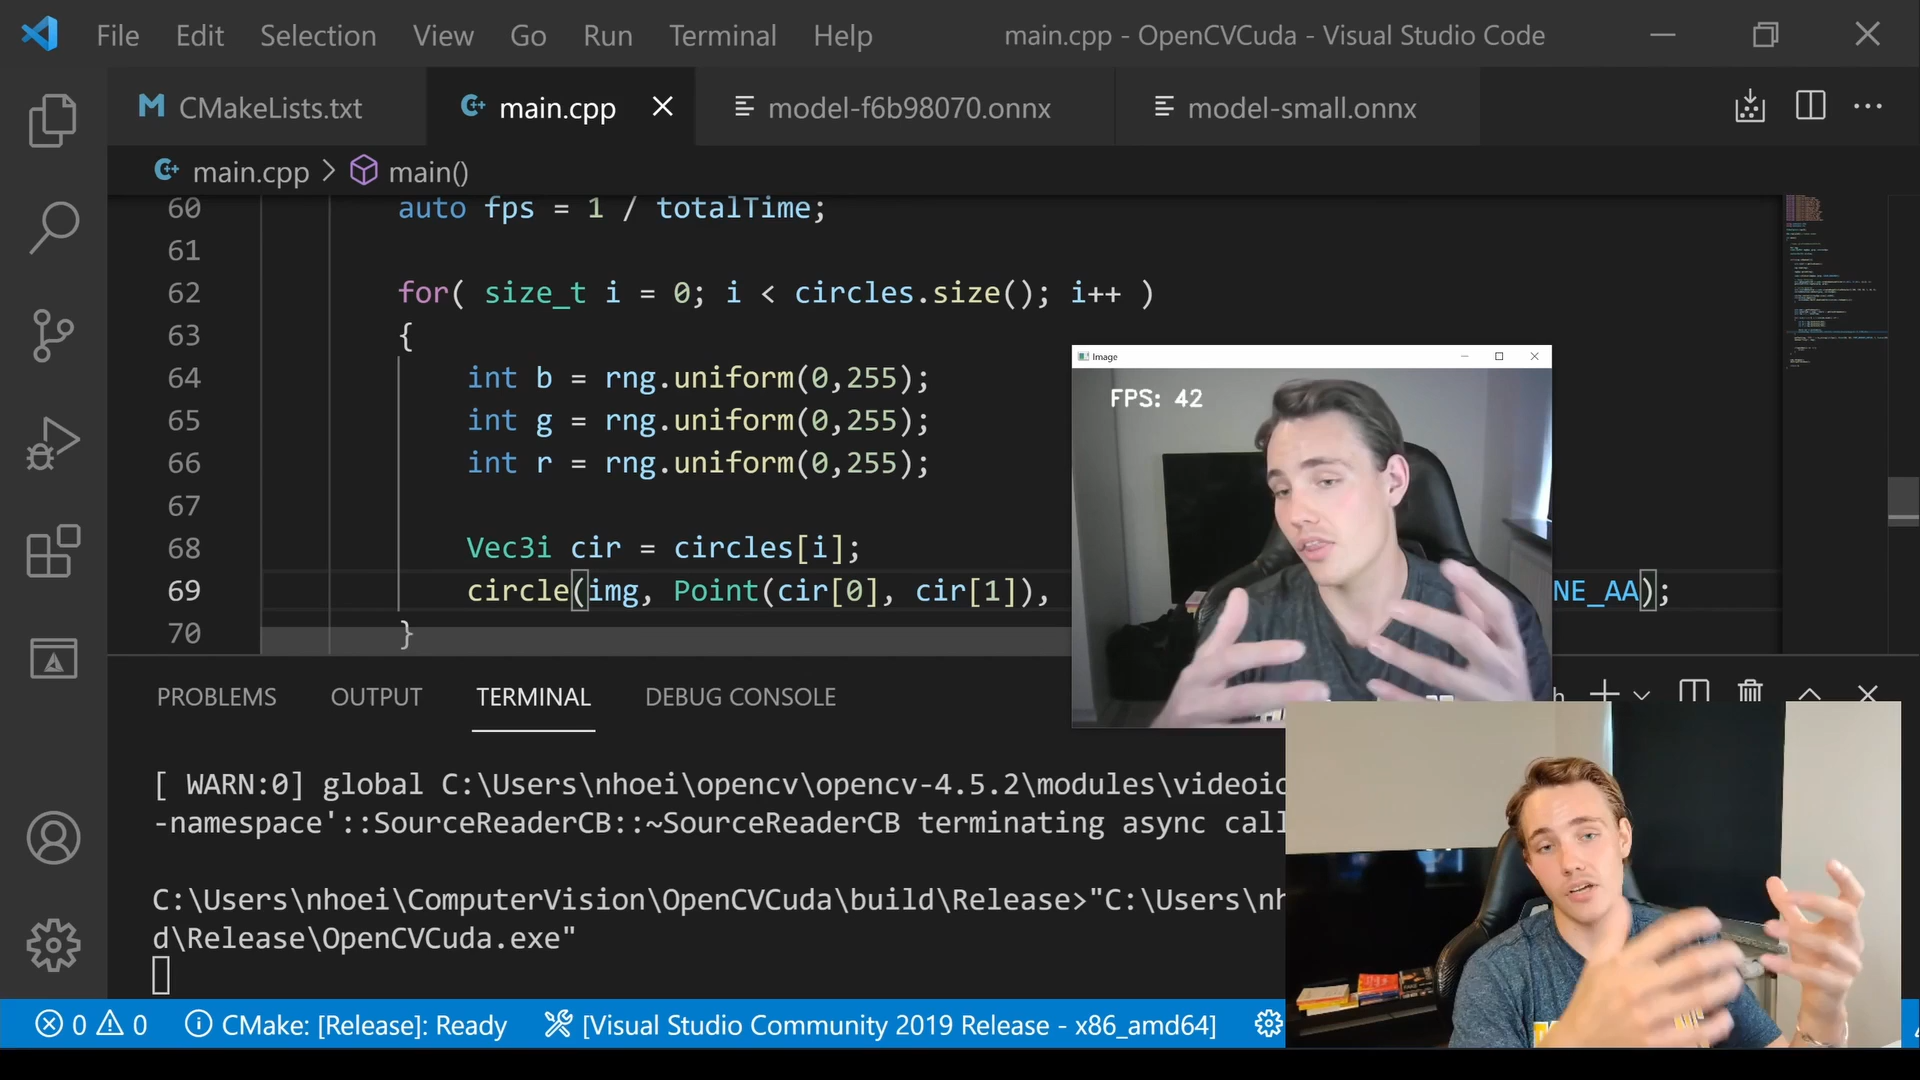 File Edit Selection View Go Run Terminal Help main.cpp - OpenCVCuda - Visual Studio Code
CMakeLists.txt main.cpp model-f6b98070.onnx model-small.onnx
main.cpp > main()
60 auto fps = 1 / totalTime;
61
62 for( size_t i = 0; i < circles.size(); i++ )
63 {
64 int b = rng.uniform(0,255);
65 int g = rng.uniform(0,255);
66 int r = rng.uniform(0,255);
67
68 Vec3i cir = circles[i];
69 circle(img, Point(cir[0], cir[1]), NE_AA);
70 }
Image
FPS: 42
PROBLEMS OUTPUT TERMINAL DEBUG CONSOLE
[ WARN:0] global C:\Users\nhoei\opencv\opencv-4.5.2\modules\videoio
-namespace'::SourceReaderCB::~SourceReaderCB terminating async call
C:\Users\nhoei\ComputerVision\OpenCVCuda\build\Release>"C:\Users\nh
d\Release\OpenCVCuda.exe"
0 0 CMake: [Release]: Ready [Visual Studio Community 2019 Release - x86_amd64]